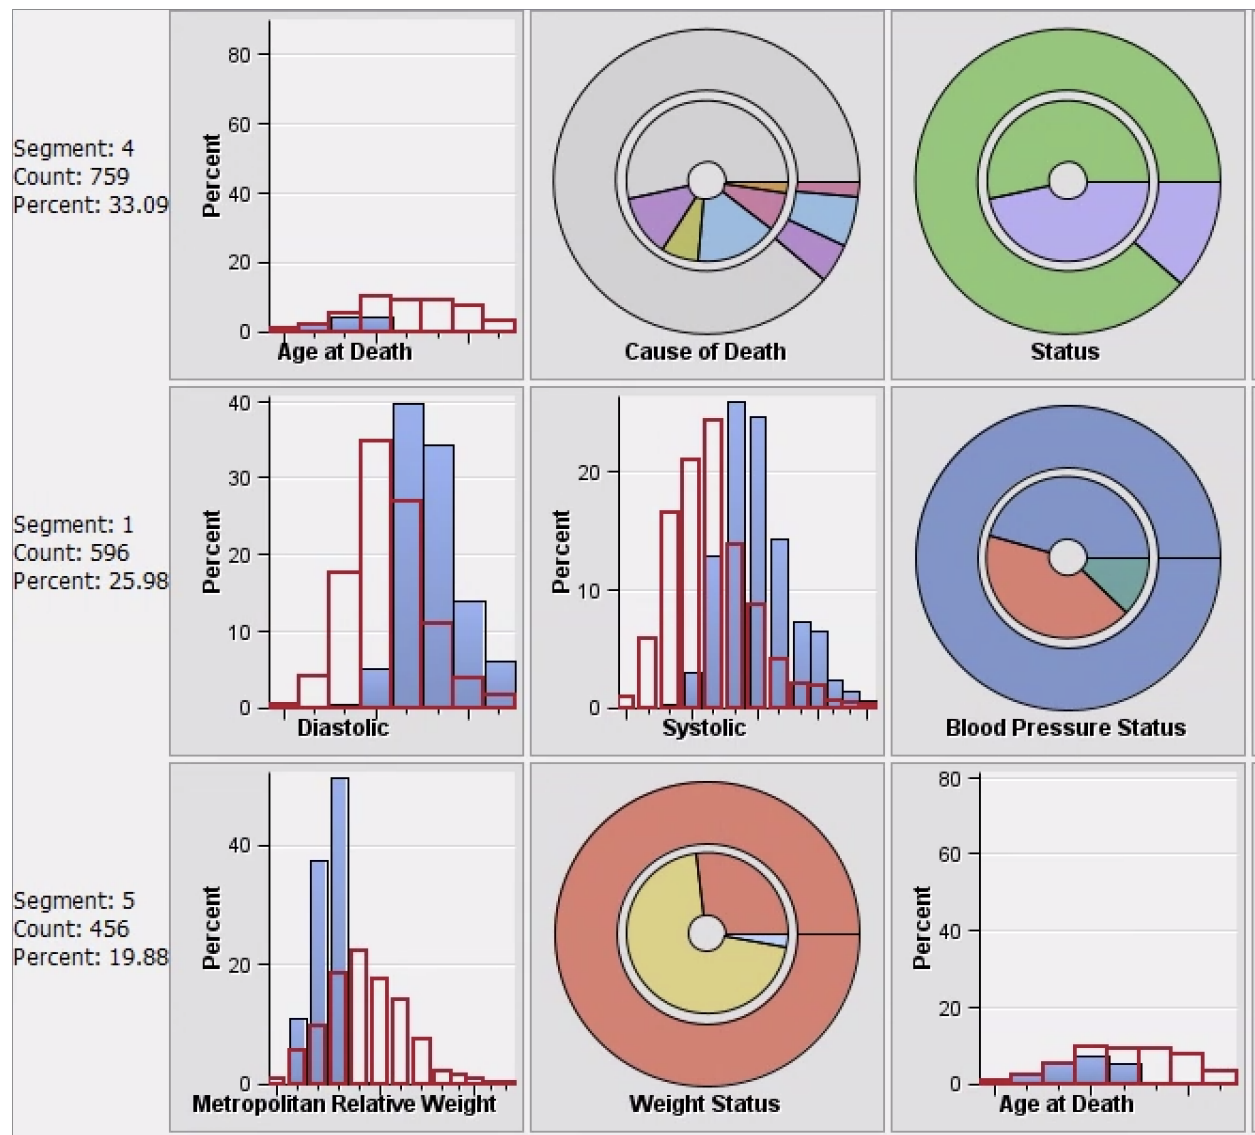 Segment: 4
Count: 759
Percent: 33.09
Percent
80
60
40
20
0
Age at Death
Cause of Death
Status
Segment: 1
Count: 596
Percent: 25.98
Percent
40
30
20
10
0
Diastolic
Percent
20
10
0
Systolic
Blood Pressure Status
Segment: 5
Count: 456
Percent: 19.88
Percent
40
20
0
Metropolitan Relative Weight
Weight Status
Percent
80
60
40
20
0
Age at Death